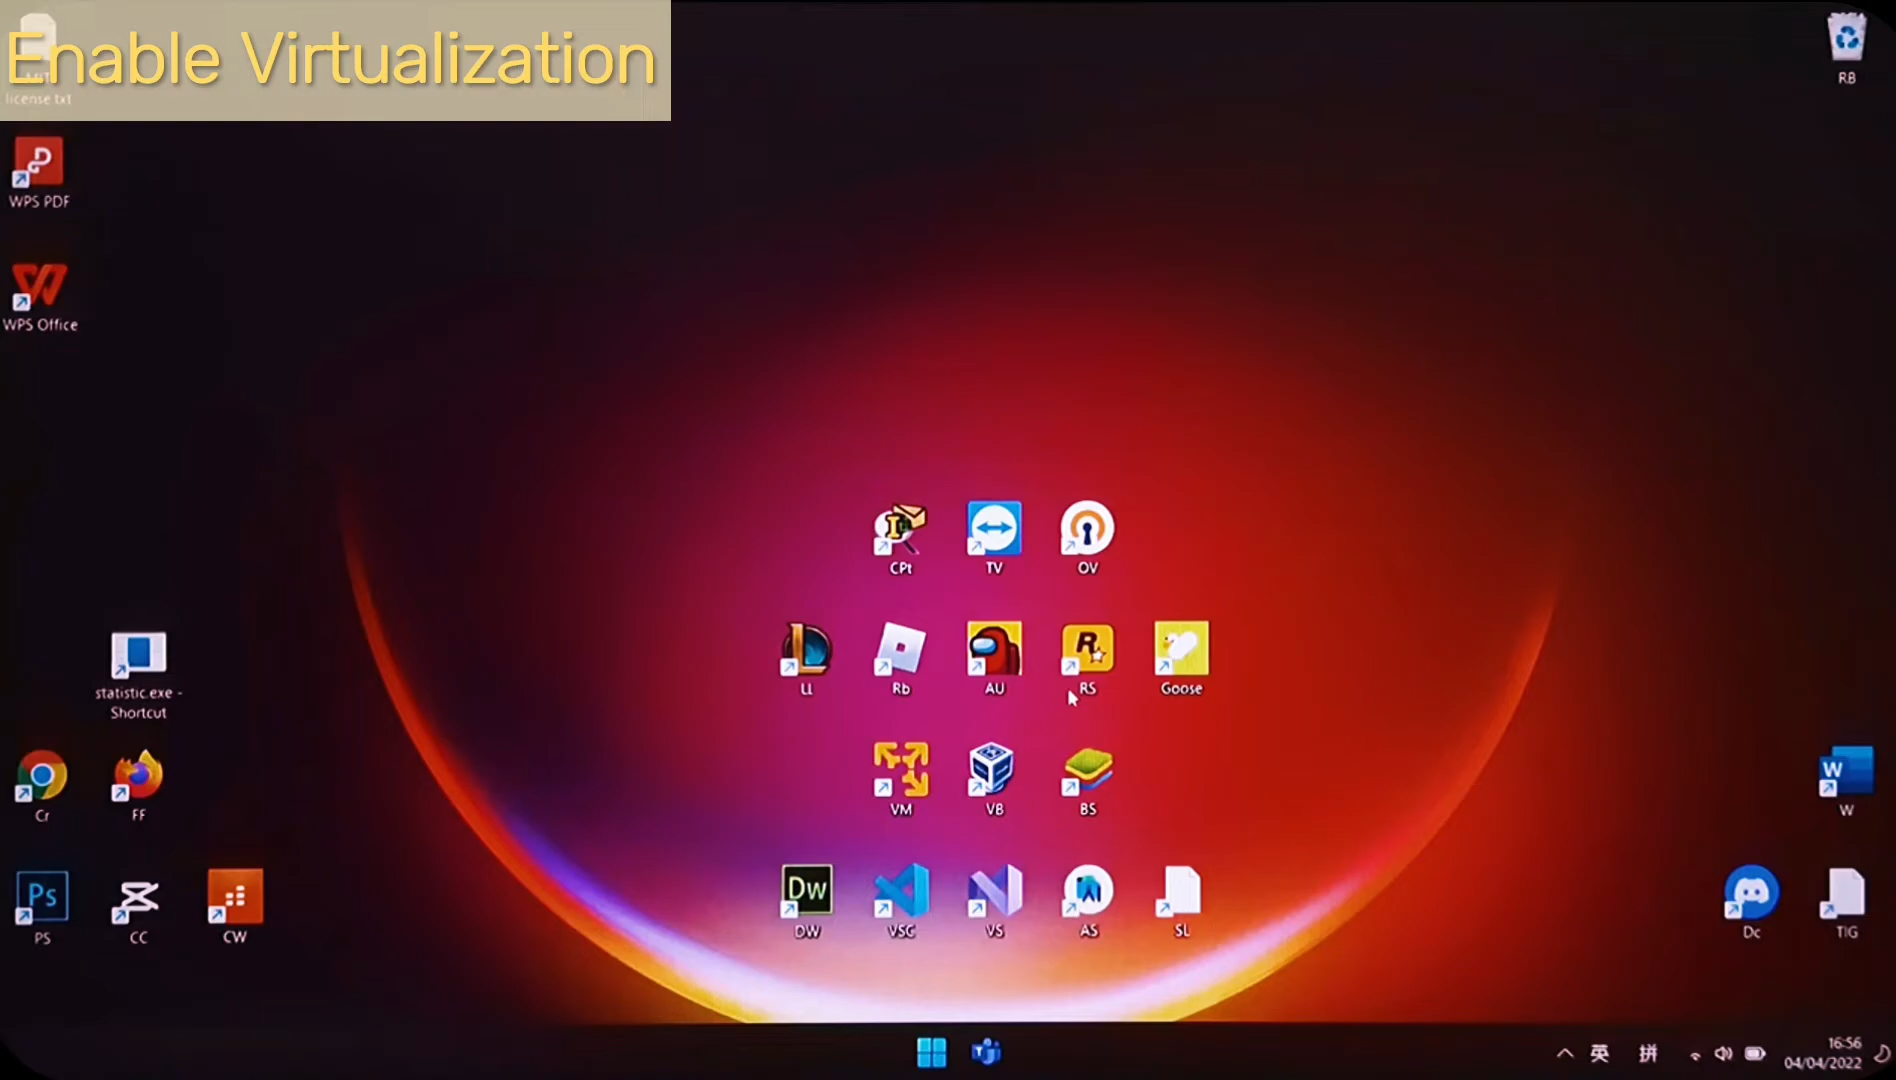 Enable Virtualization
license.txt
RB
WPS PDF
WPS Office
CPt
TV
OV
statistic.exe -
Shortcut
LL
Rb
AU
RS
Goose
Cr
FF
VM
VB
BS
W
W
Ps
PS
CC
CW
Dw
DW
VSC
VS
AS
SL
Dc
TIG
英
拼
16:56
04/04/2022